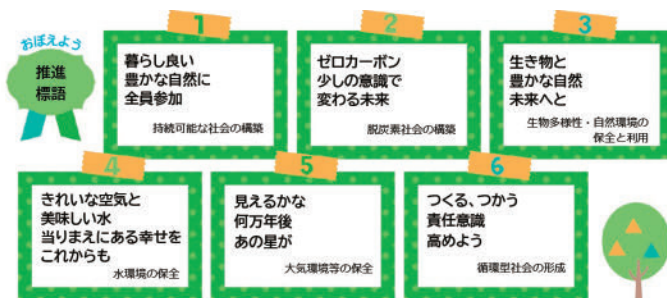 おぼえよう
推進
標語
1
暮らし良い
豊かな自然に
全員参加
持続可能な社会の構築
2
ゼロカーボン
少しの意識で
変わる未来
脱炭素社会の構築
3
生き物と
豊かな自然
未来へと
生物多様性・自然環境の
保全と利用
4
きれいな空気と
美味しい水
当りまえにある幸せを
これからも
水環境の保全
5
見えるかな
何万年後
あの星が
大気環境等の保全
6
つくる、つかう
責任意識
高めよう
循環型社会の形成